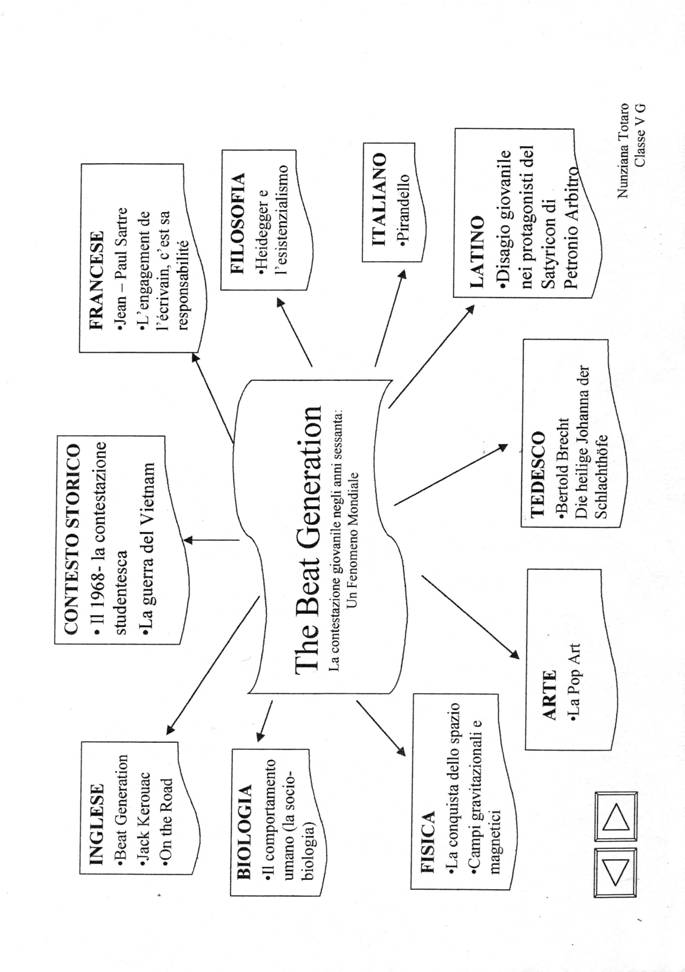 INGLESE
•Beat Generation
•Jack Kerouac
•On the Road
CONTESTO STORICO
• Il 1968- la contestazione
studentesca
•La guerra del Vietnam
FRANCESE
•Jean – Paul Sartre
•L'engagement de
l'écrivain, c'est sa
responsabilité
BIOLOGIA
•Il comportamento
umano (la socio-
biologia)
The Beat Generation
La contestazione giovanile negli anni sessanta:
Un Fenomeno Mondiale
FILOSOFIA
•Heidegger e
l'esistenzialismo
ITALIANO
•Pirandello
FISICA
•La conquista dello spazio
•Campi gravitazionali e
magnetici
ARTE
•La Pop Art
TEDESCO
•Bertold Brecht
Die heilige Johanna der
Schlachthöfe
LATINO
•Disagio giovanile
nei protagonisti del
Satyricon di
Petronio Arbitro
Nunziana Totaro
Classe V G